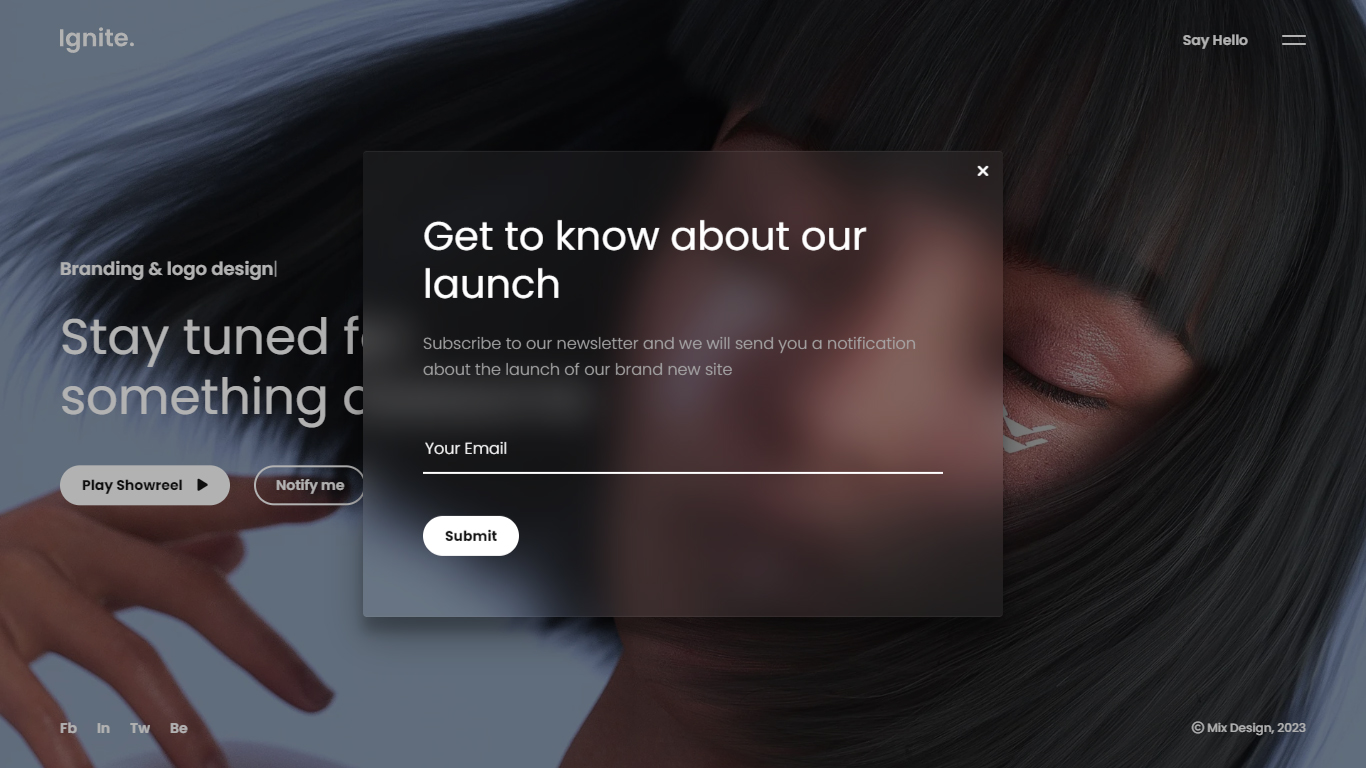 Ignite.
Say Hello
Branding & logo design|
Stay tuned
something
Play Showreel
Notify me
Get to know about our
launch
Subscribe to our newsletter and we will send you a notification
about the launch of our brand new site
Your Email
Submit
Fb In Tw Be
© Mix Design, 2023